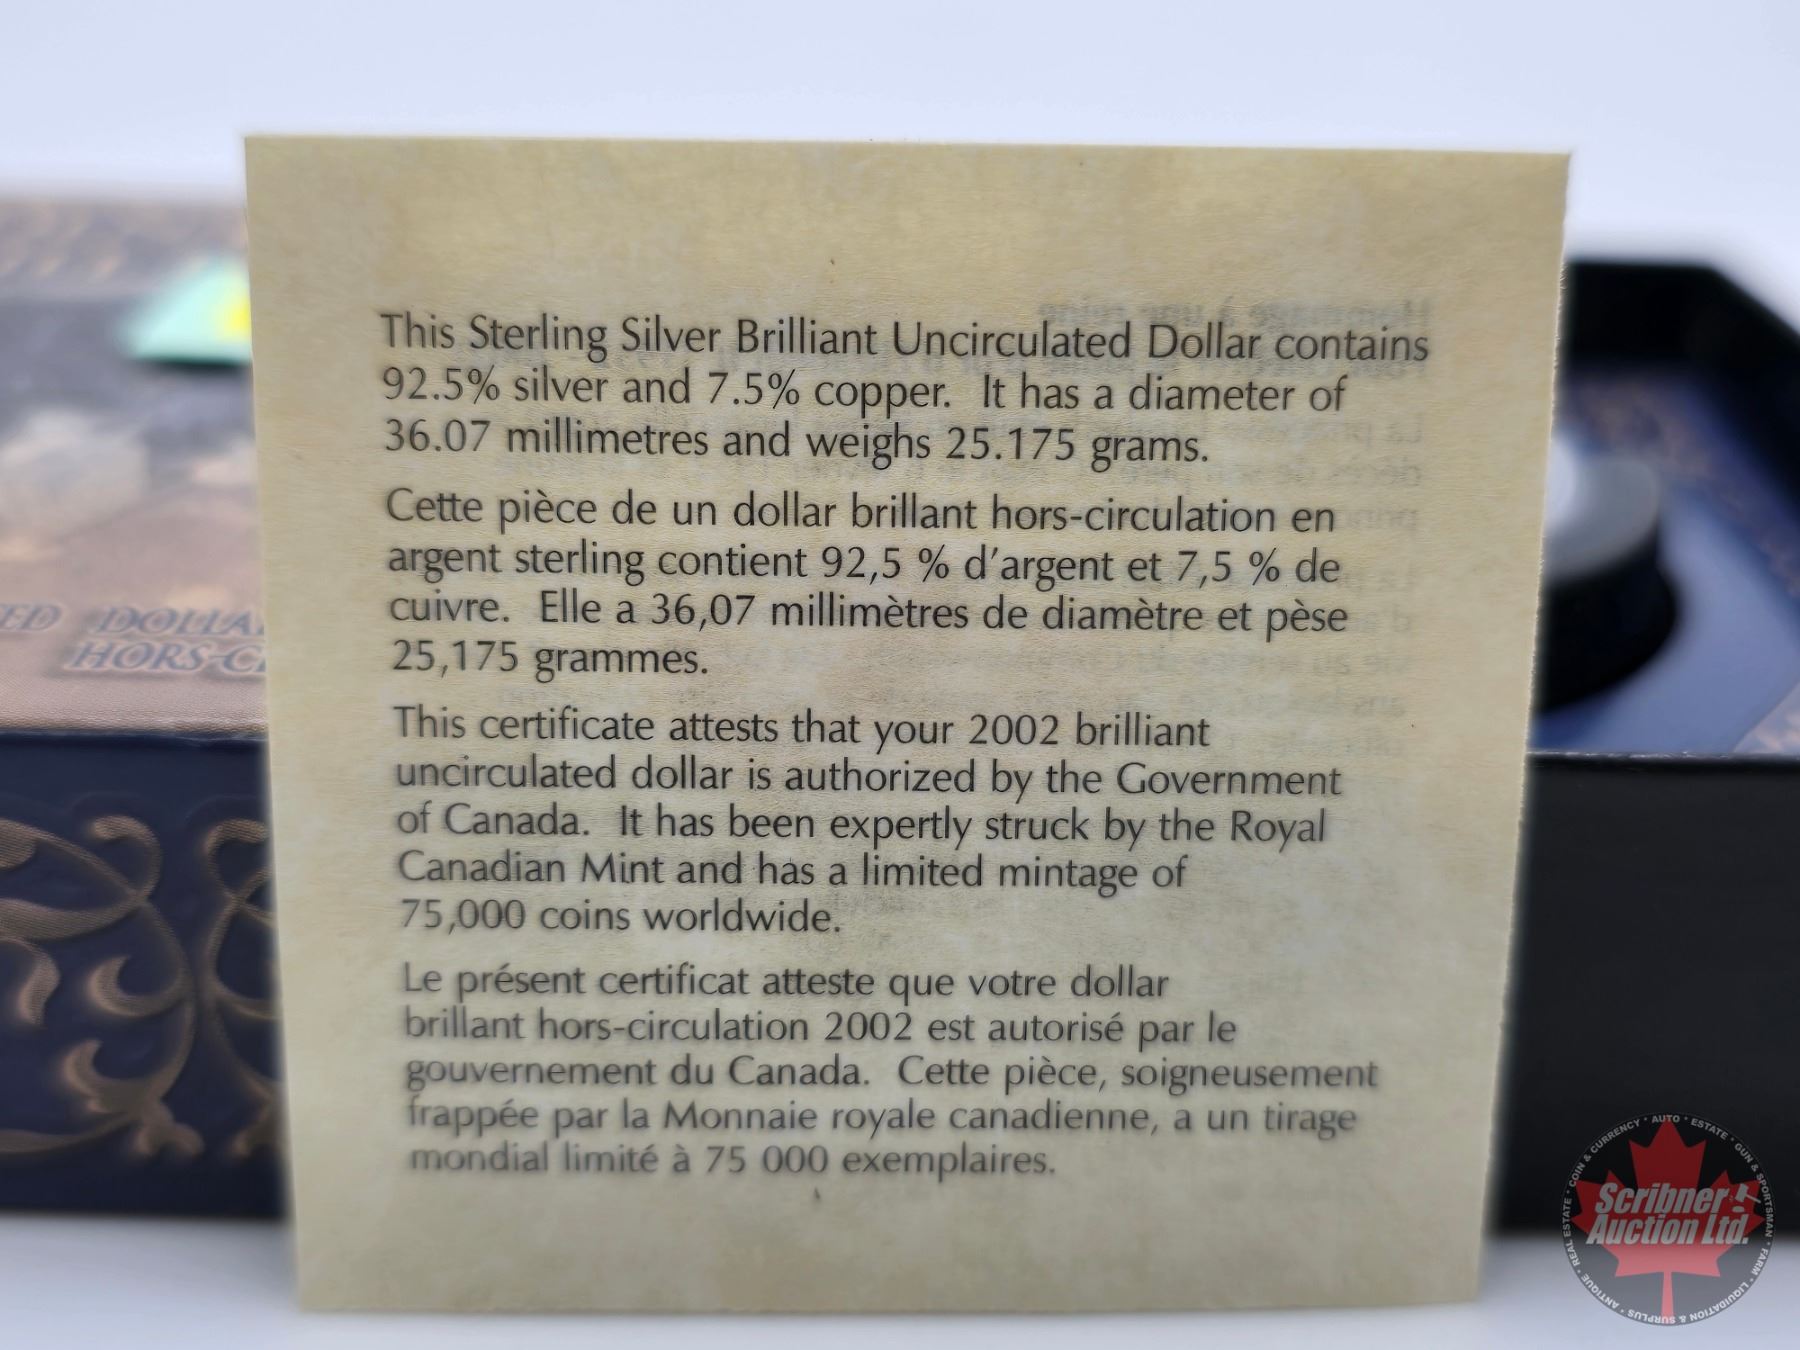 This Sterling Silver Brilliant Uncirculated Dollar contains
92.5% silver and 7.5% copper.  It has a diameter of
36.07 millimetres and weighs 25.175 grams.
Cette pièce de un dollar brillant hors-circulation en
argent sterling contient 92,5 % d'argent et 7,5 % de
cuivre.  Elle a 36,07 millimètres de diamètre et pèse
25,175 grammes.
This certificate attests that your 2002 brilliant
uncirculated dollar is authorized by the Government
of Canada.  It has been expertly struck by the Royal
Canadian Mint and has a limited mintage of
75,000 coins worldwide.
Le présent certificat atteste que votre dollar
brillant hors-circulation 2002 est autorisé par le
gouvernement du Canada.  Cette pièce, soigneusement
frappée par la Monnaie royale canadienne, a un tirage
mondial limité à 75 000 exemplaires.
DOLLAR
HORS-C
COIN & CURRENCY * AUTO * ESTATE * GUN & SPORTSMAN * FARM * LIQUIDATION & SURPLUS * ANTIQUE * REAL ESTATE *
Scribner
Auction Ltd.